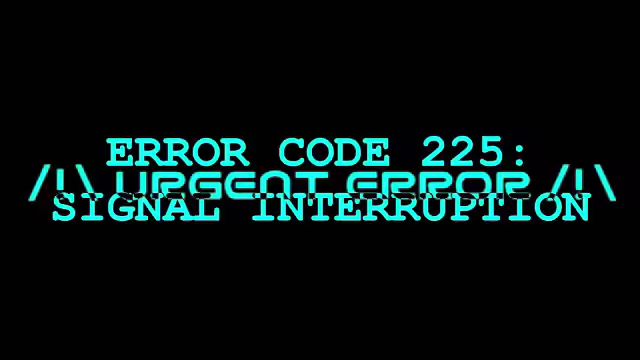 ERROR CODE 225:
/!\ URGENT ERROR /!\
SIGNAL INTERRUPTION